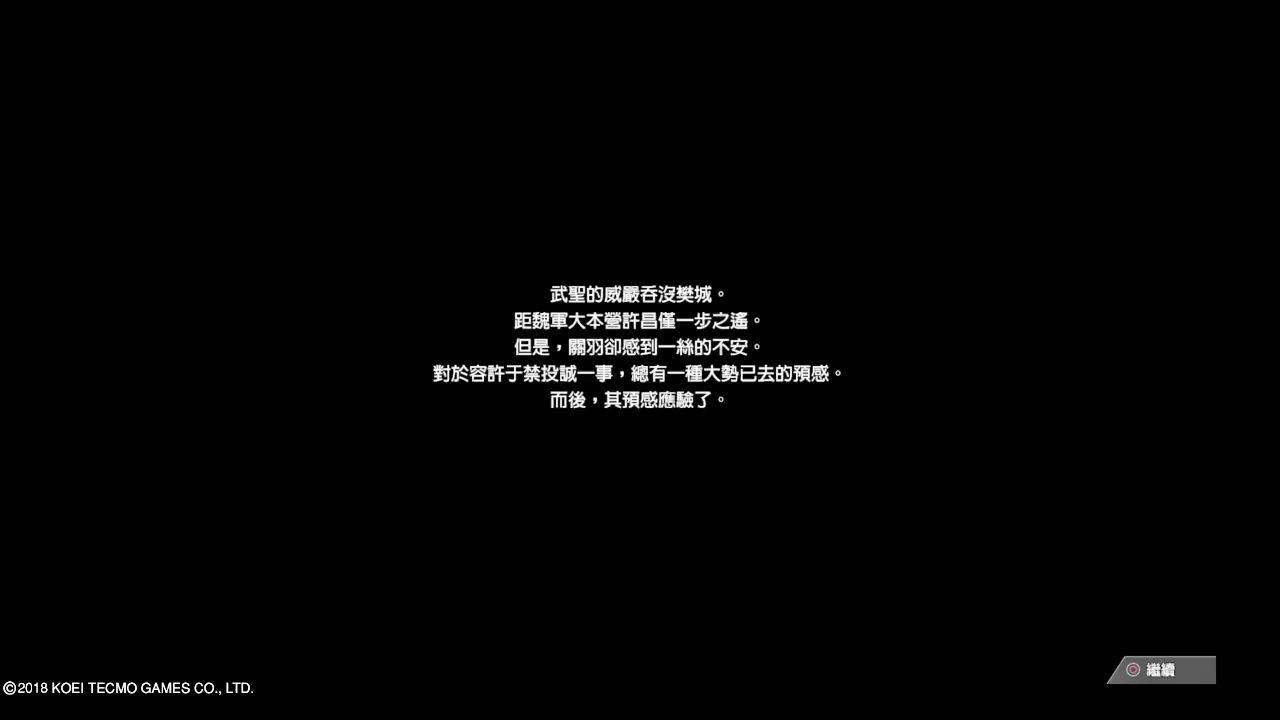 武聖的威嚴吞沒樊城。
距魏軍大本營許昌僅一步之遙。
但是，關羽卻感到一絲的不安。
對於容許于禁投誠一事，總有一種大勢已去的預感。
而後，其預感應驗了。
繼續
©2018 KOEI TECMO GAMES CO., LTD.